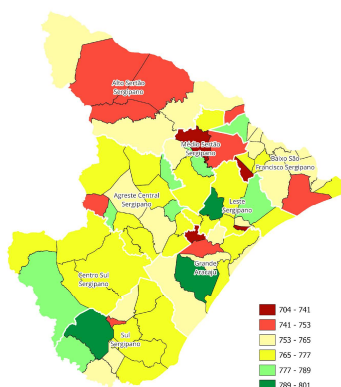 Alto Sertão
Sergipano
Médio Sertão
Sergipano
Baixo São
Francisco Sergipano
Agreste Central
Sergipano
Leste
Sergipano
Grande
Aracaju
Centro Sul
Sergipano
Sul
Sergipano
704 - 741
741 - 753
753 - 765
765 - 777
777 - 789
789 - 801